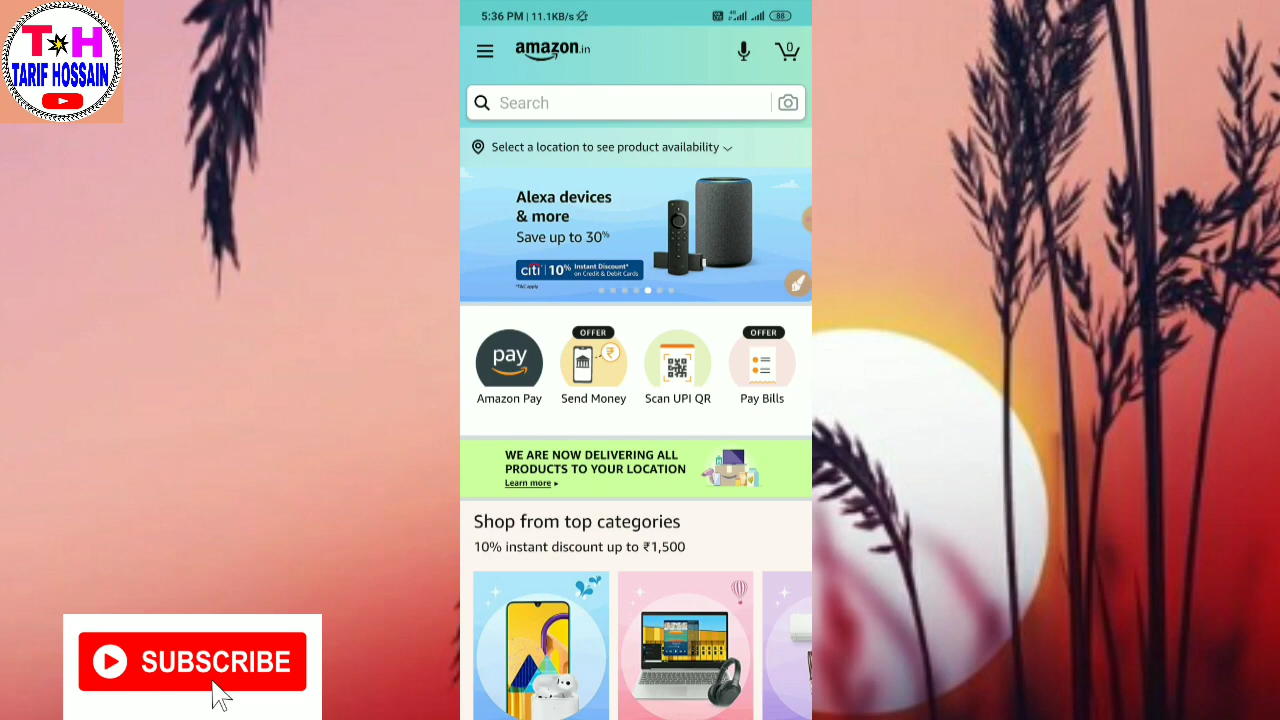 T H
TARIF HOSSAIN
5:36 PM | 11.1KB/s
4G
88
amazon.in
0
Search
Select a location to see product availability
Alexa devices
& more
Save up to 30%
citi 10% Instant Discount*
on Credit & Debit Cards
*T&C apply
OFFER
OFFER
pay
₹
Amazon Pay
Send Money
Scan UPI QR
Pay Bills
WE ARE NOW DELIVERING ALL
PRODUCTS TO YOUR LOCATION
Learn more
Shop from top categories
10% instant discount up to ₹1,500
SUBSCRIBE